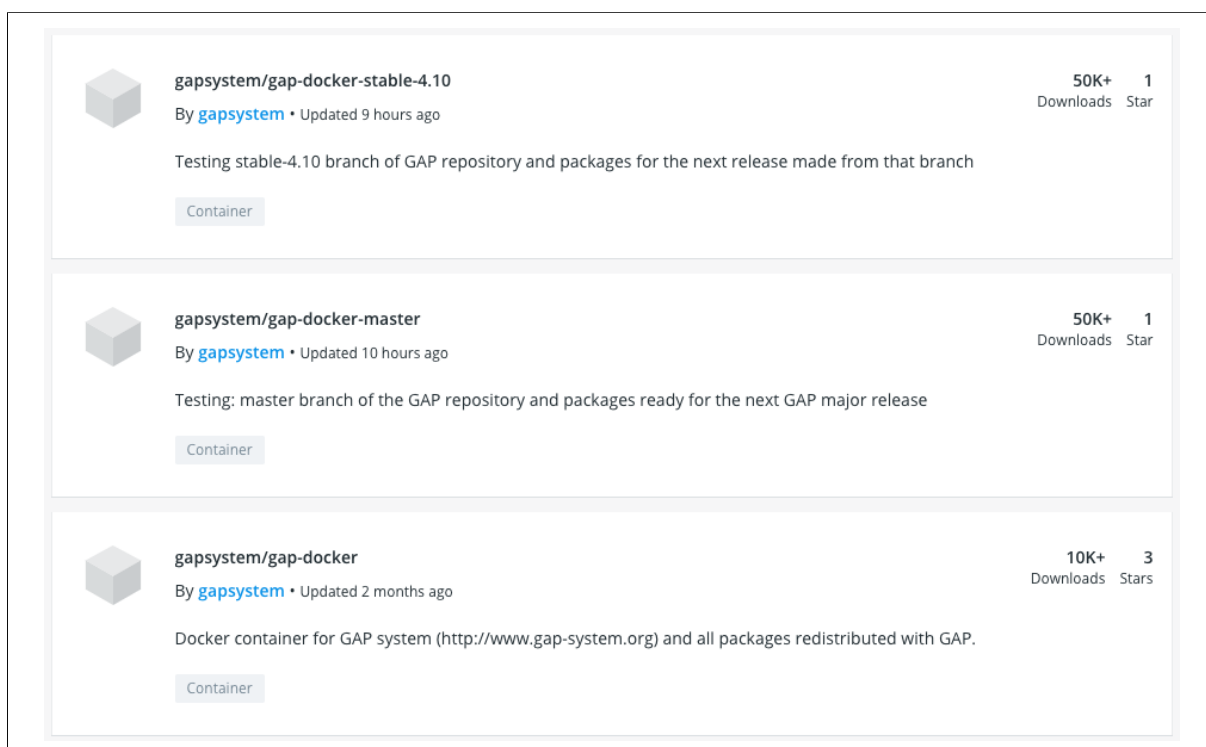 gapsystem/gap-docker-stable-4.10
50K+ 1
By gapsystem • Updated 9 hours ago
Downloads Star
Testing stable-4.10 branch of GAP repository and packages for the next release made from that branch
Container
gapsystem/gap-docker-master
50K+ 1
By gapsystem • Updated 10 hours ago
Downloads Star
Testing: master branch of the GAP repository and packages ready for the next GAP major release
Container
gapsystem/gap-docker
10K+ 3
By gapsystem • Updated 2 months ago
Downloads Stars
Docker container for GAP system (http://www.gap-system.org) and all packages redistributed with GAP.
Container